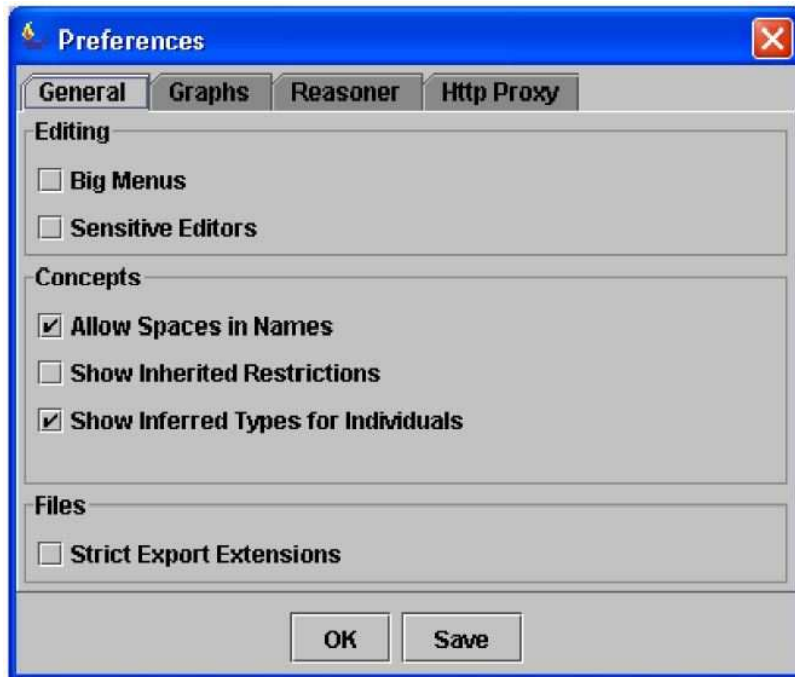 Preferences
General Graphs Reasoner Http Proxy
Editing
Big Menus
Sensitive Editors
Concepts
Allow Spaces in Names
Show Inherited Restrictions
Show Inferred Types for Individuals
Files
Strict Export Extensions
OK Save